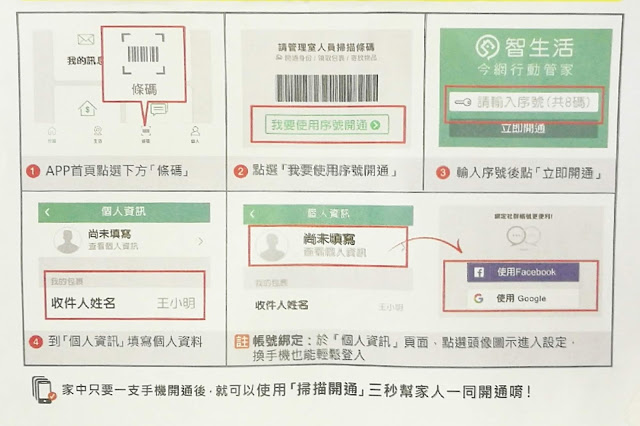 我的訊息
條碼
1 APP首頁點選下方「條碼」
請管理室人員掃描條碼
我要使用序號開通
2 點選「我要使用序號開通」
智生活
今網行動管家
請輸入序號(共8碼)
立即開通
3 輸入序號後點「立即開通」
個人資訊
尚未填寫
查看個人資訊
我的包裹
收件人姓名 王小明
4 到「個人資訊」填寫個人資料
個人資訊
尚未填寫
查看個人資訊
收件人姓名 王小明
綁定社群帳號更便利!
使用Facebook
使用 Google
註 帳號綁定：於「個人資訊」頁面，點選頭像圖示進入設定，
換手機也能輕鬆登入
家中只要一支手機開通後，就可以使用「掃描開通」三秒幫家人一同開通唷！